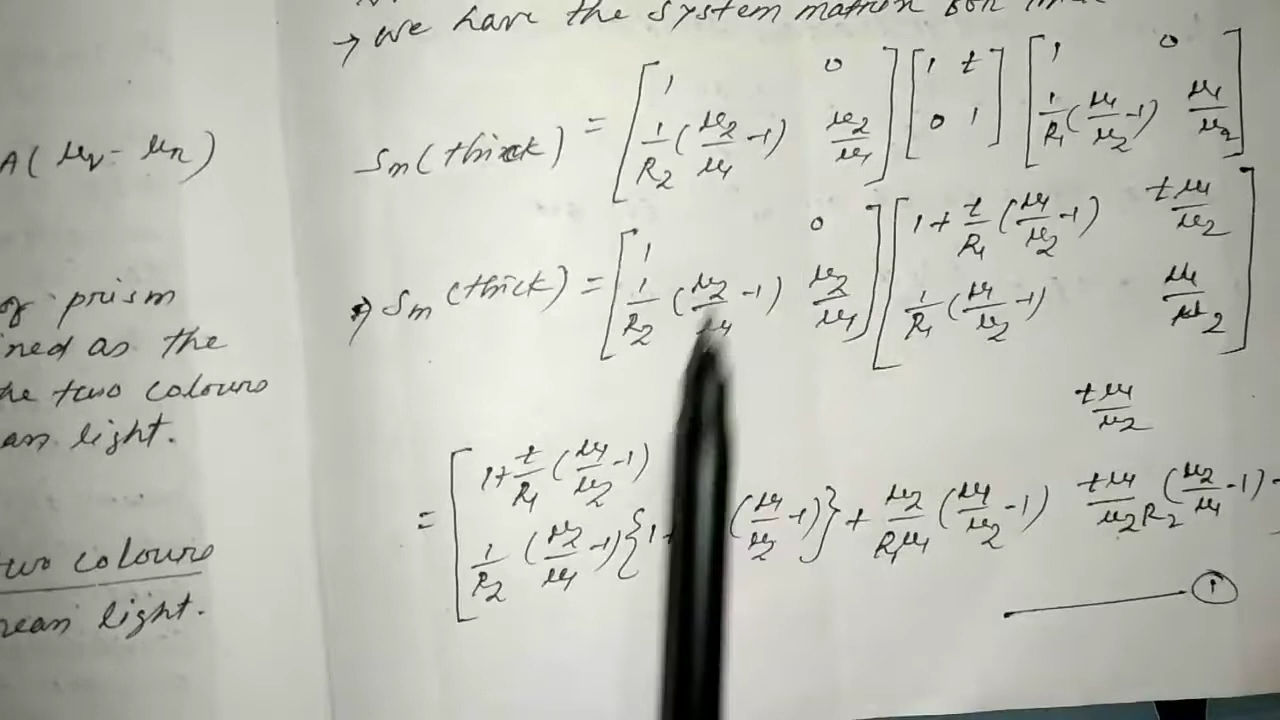 A(μv - μr)
of prism
ned as the
he two colours
an light.
two colours
mean light.
→ we have the system matrix for
Sm(thick) = [1 0; 1/R2 (μ2/μ1 -1) μ2/μ1] [1 t; 0 1] [1 0; 1/R1 (μ1/μ2 -1) μ1/μ2]
⇒ Sm(thick) = [1 0; 1/R2 (μ2/μ1 -1) μ2/μ1] [1+ t/R1 (μ1/μ2 -1) tμ1/μ2; 1/R1 (μ1/μ2 -1) μ1/μ2]
= [1+ t/R1 (μ1/μ2 -1) tμ1/μ2
1/R2 (μ2/μ1 -1){1+ (μ1/μ2 -1)} + μ2/R1μ1 (μ1/μ2 -1) tμ1/μ2R2 (μ2/μ1 -1)
1